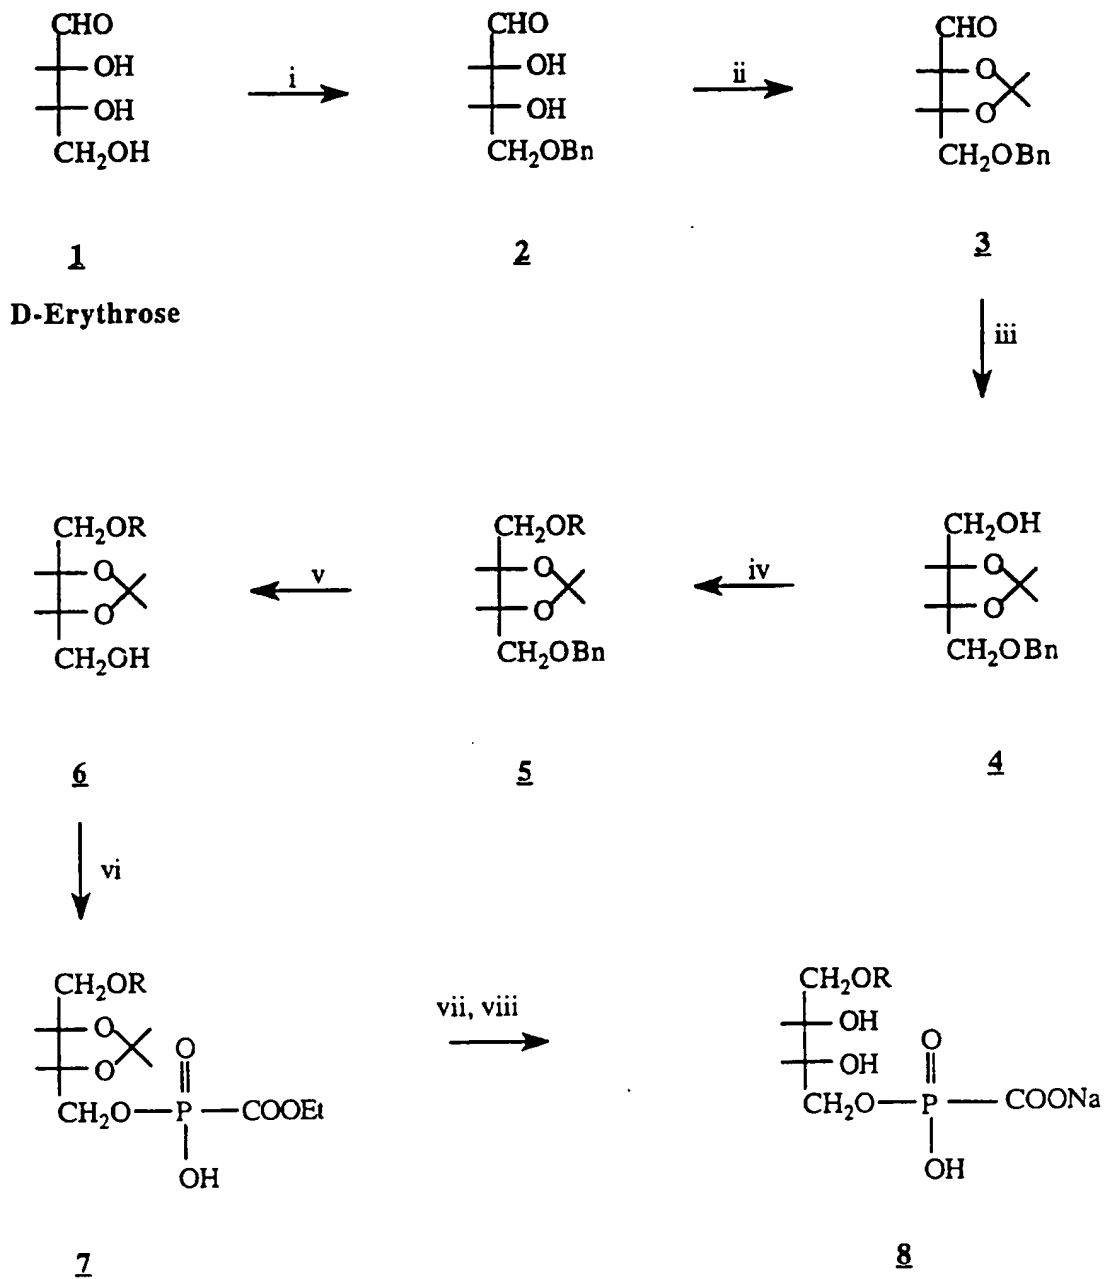 CHO
OH
OH
CH₂OH
1
D-Erythrose
i
CHO
OH
OH
CH₂OBn
2
ii
CHO
O
O
CH₂OBn
3
iii
CH₂OH
O
O
CH₂OBn
4
iv
CH₂OR
O
O
CH₂OBn
5
v
CH₂OR
O
O
CH₂OH
6
vi
CH₂OR
O
O
O
CH₂O P COOEt
OH
7
vii, viii
CH₂OR
OH
OH
O
CH₂O P COONa
OH
8